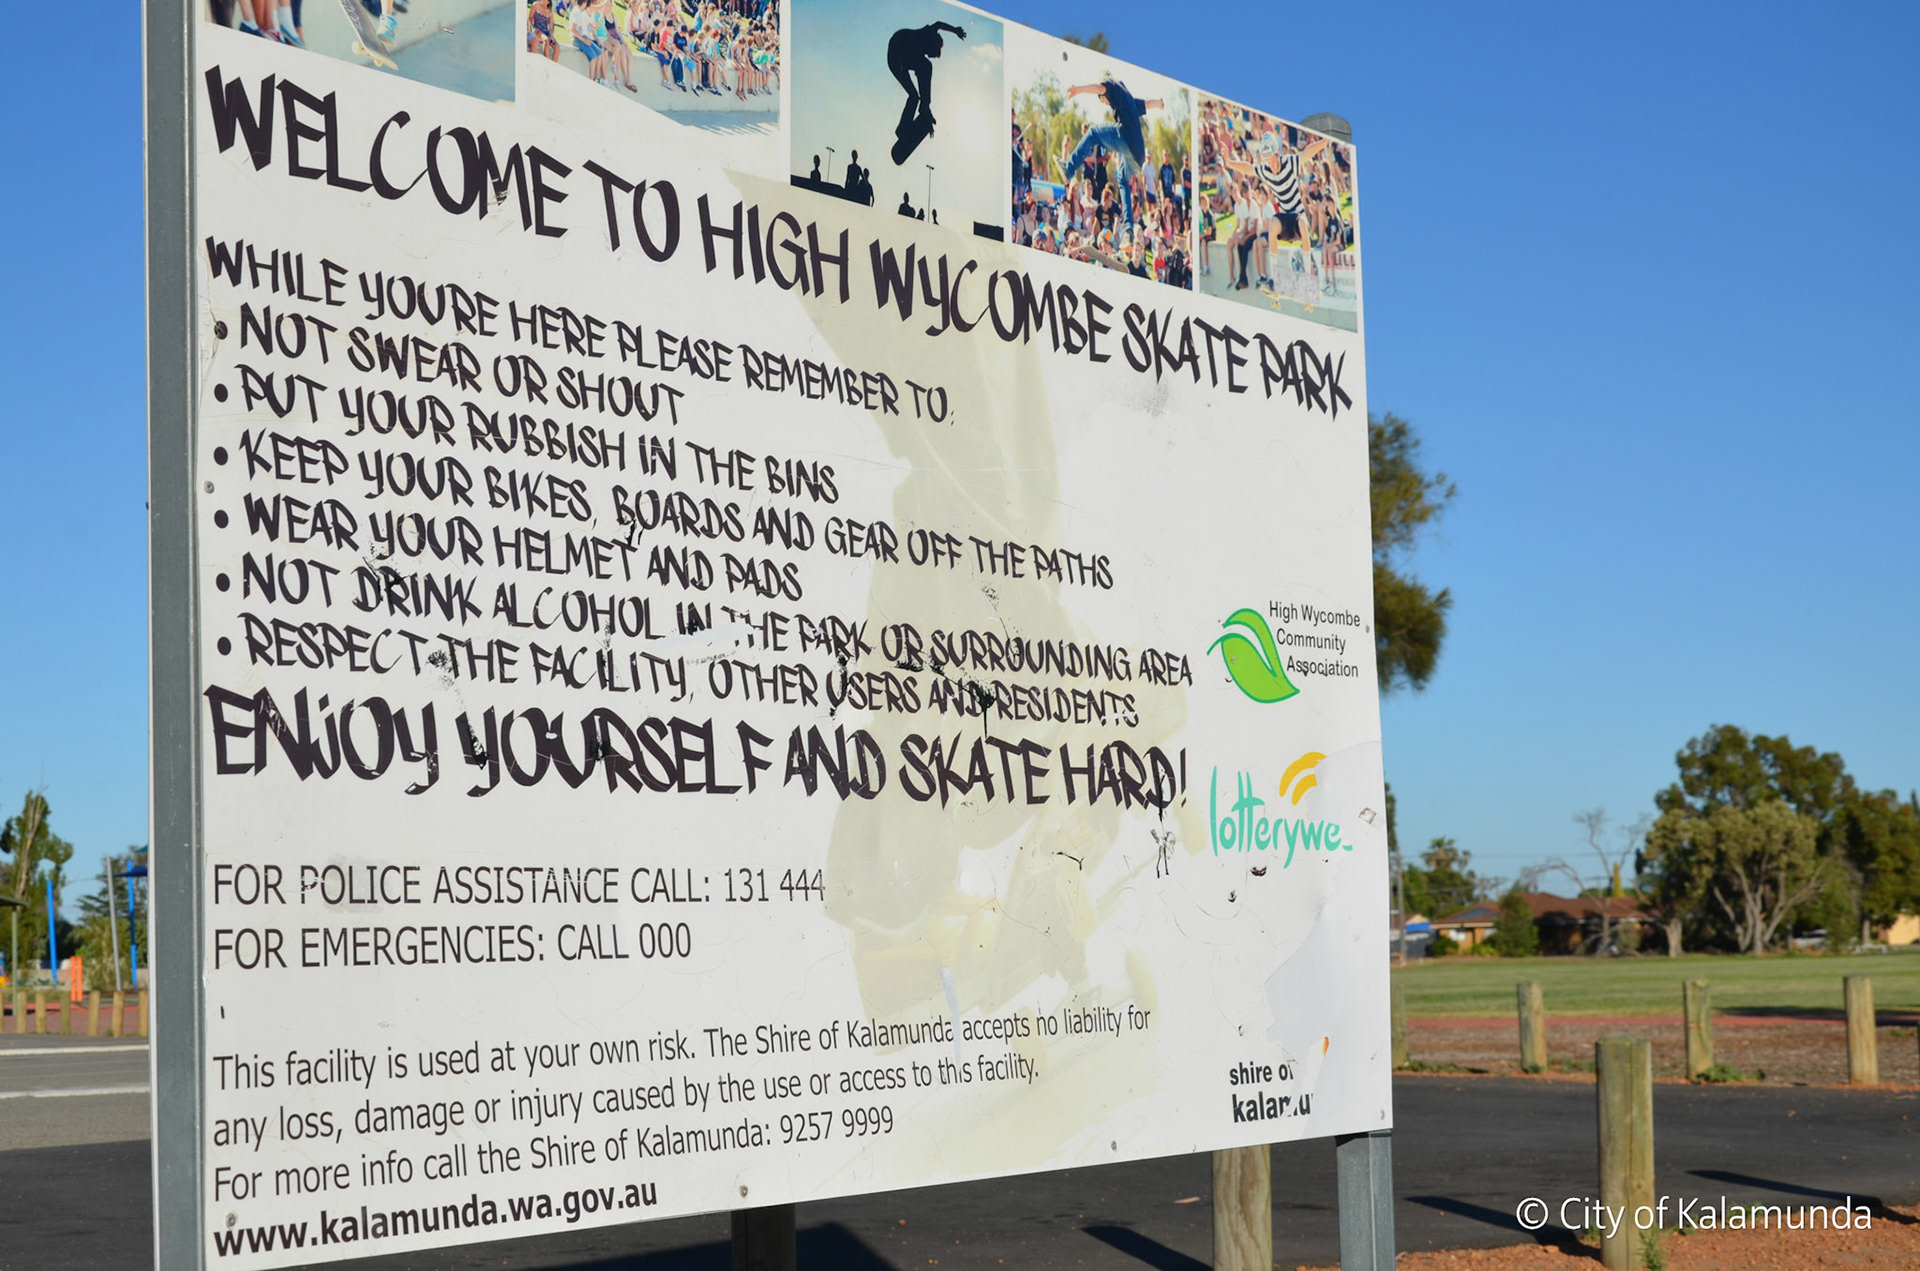 WELCOME TO HIGH WYCOMBE SKATE PARK
WHILE YOU'RE HERE PLEASE REMEMBER TO:
• NOT SWEAR OR SHOUT
• PUT YOUR RUBBISH IN THE BINS
• KEEP YOUR BIKES, BOARDS AND GEAR OFF THE PATHS
• WEAR YOUR HELMET AND PADS
• NOT DRINK ALCOHOL IN THE PARK OR SURROUNDING AREA
• RESPECT THE FACILITY, OTHER USERS AND RESIDENTS
ENJOY YOURSELF AND SKATE HARD!
High Wycombe
Community
Association
lotterywe
FOR POLICE ASSISTANCE CALL: 131 444
FOR EMERGENCIES: CALL 000
This facility is used at your own risk. The Shire of Kalamunda accepts no liability for
any loss, damage or injury caused by the use or access to this facility.
For more info call the Shire of Kalamunda: 9257 9999
www.kalamunda.wa.gov.au
shire of
kalamu
© City of Kalamunda